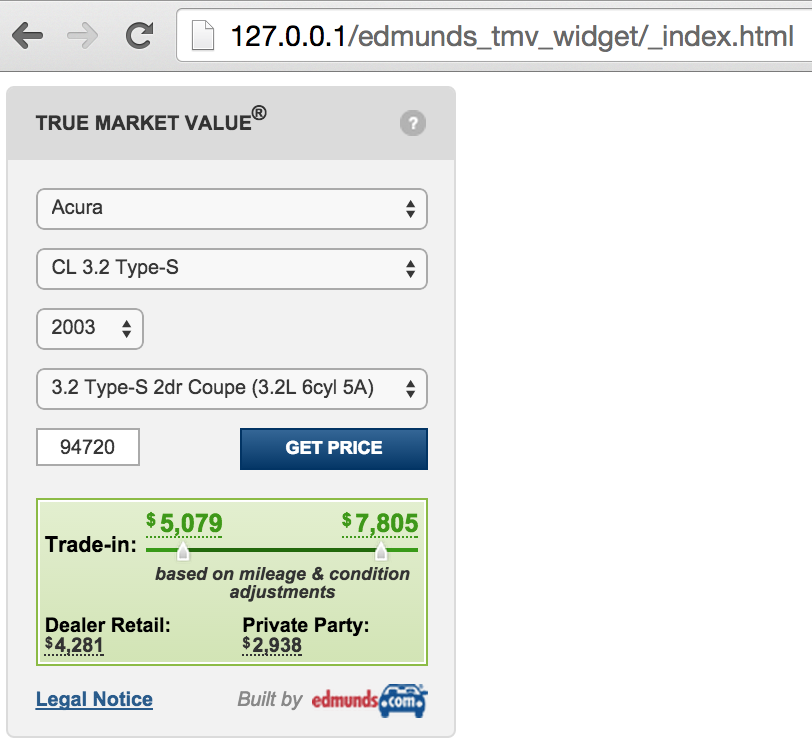 127.0.0.1/edmunds_tmv_widget/_index.html
TRUE MARKET VALUE®
?
Acura
CL 3.2 Type-S
2003
3.2 Type-S 2dr Coupe (3.2L 6cyl 5A)
94720 GET PRICE
$5,079 $7,805
Trade-in:
based on mileage & condition
adjustments
Dealer Retail: Private Party:
$4,281 $2,938
Legal Notice Built by edmunds.com